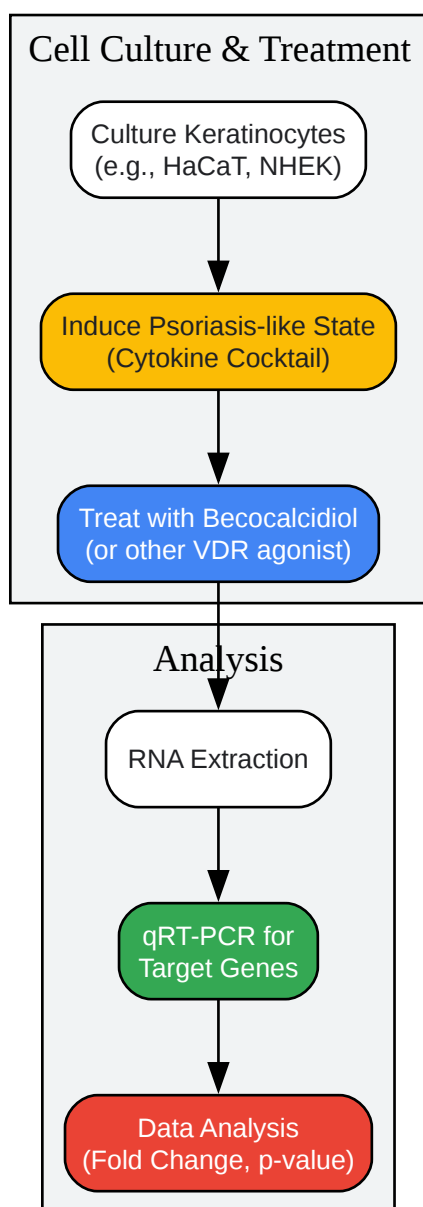 Cell Culture & Treatment
Culture Keratinocytes
(e.g., HaCaT, NHEK)
Induce Psoriasis-like State
(Cytokine Cocktail)
Treat with Becocalcidiol
(or other VDR agonist)
Analysis
RNA Extraction
qRT-PCR for
Target Genes
Data Analysis
(Fold Change, p-value)